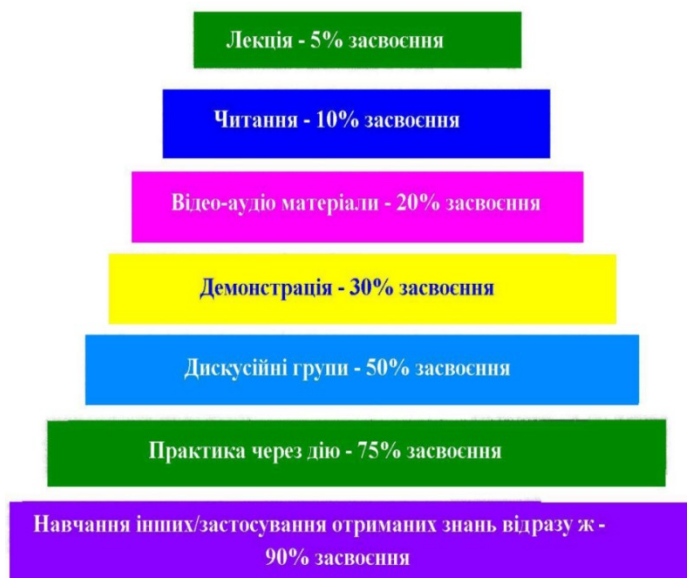 Лекція - 5% засвоєння
Читання - 10% засвоєння
Відео-аудіо матеріали - 20% засвоєння
Демонстрація - 30% засвоєння
Дискусійні групи - 50% засвоєння
Практика через дію - 75% засвоєння
Навчання інших/застосування отриманих знань відразу ж -
90% засвоєння